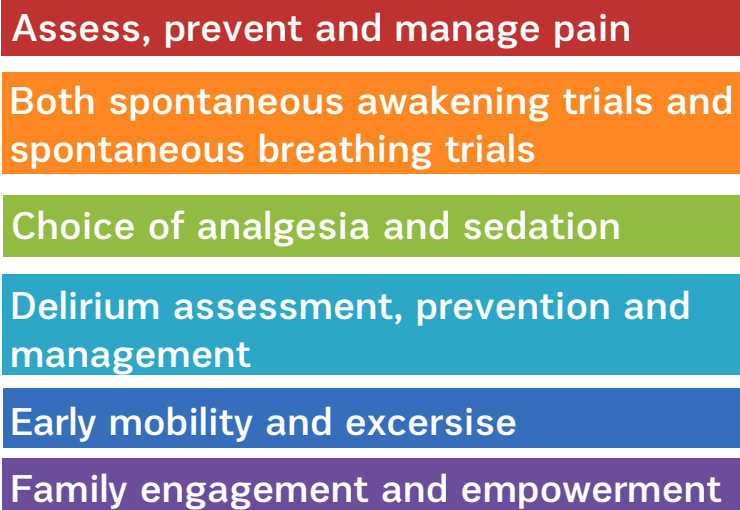 Assess, prevent and manage pain
Both spontaneous awakening trials and
spontaneous breathing trials
Choice of analgesia and sedation
Delirium assessment, prevention and
management
Early mobility and excersise
Family engagement and empowerment